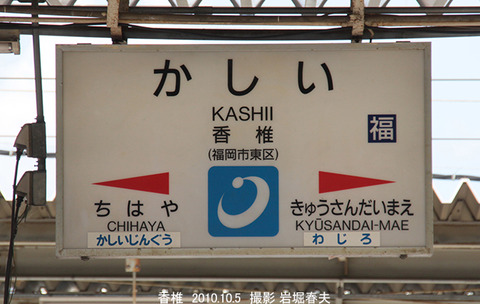 かしい
KASHII
香椎
(福岡市東区)
福
ちはや
CHIHAYA
かしいじんぐう
きゅうさんだいまえ
KYŪSANDAI-MAE
わじろ
香椎 2010.10.5 撮影 岩堀春夫